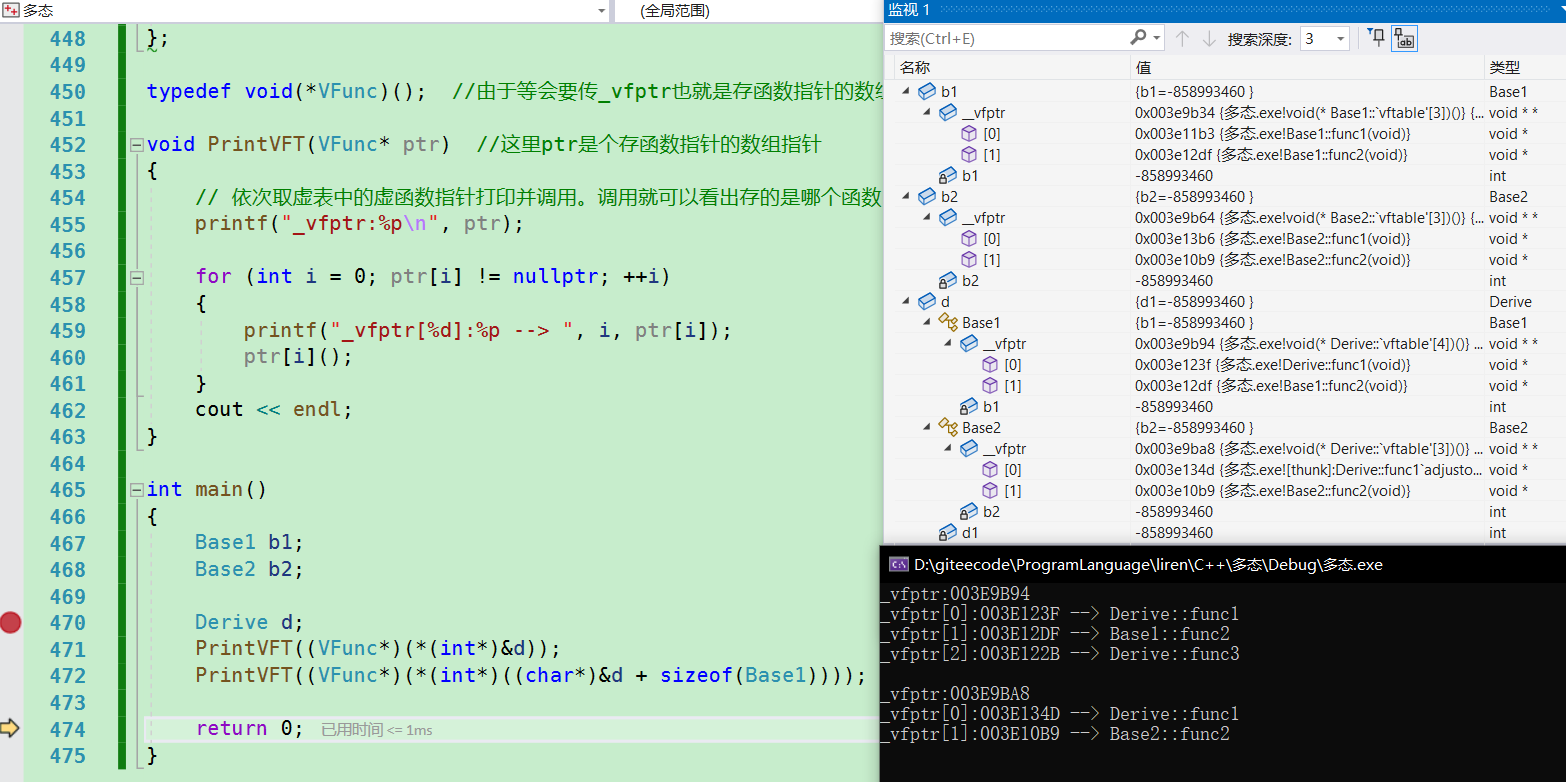 多态
(全局范围)
448 };
449
450 typedef void(*VFunc)(); //由于等会要传_vfptr也就是存函数指针的数组
451
452 void PrintVFT(VFunc* ptr) //这里ptr是个存函数指针的数组指针
453 {
454 // 依次取虚表中的虚函数指针打印并调用。调用就可以看出存的是哪个函数
455 printf("_vfptr:%p\n", ptr);
456
457 for (int i = 0; ptr[i] != nullptr; ++i)
458 {
459 printf("_vfptr[%d]:%p --> ", i, ptr[i]);
460 ptr[i]();
461 }
462 cout << endl;
463 }
464
465 int main()
466 {
467 Base1 b1;
468 Base2 b2;
469
470 Derive d;
471 PrintVFT((VFunc*)(*(int*)&d));
472 PrintVFT((VFunc*)(*(int*)((char*)&d + sizeof(Base1))));
473
474 return 0; 已用时间 <= 1ms
475 }
监视 1
搜索(Ctrl+E) 搜索深度: 3
名称 值 类型
b1 {b1=-858993460 } Base1
__vfptr 0x003e9b34 {多态.exe!void(* Base1::`vftable'[3])()} {... void * *
[0] 0x003e11b3 {多态.exe!Base1::func1(void)} void *
[1] 0x003e12df {多态.exe!Base1::func2(void)} void *
b1 -858993460 int
b2 {b2=-858993460 } Base2
__vfptr 0x003e9b64 {多态.exe!void(* Base2::`vftable'[3])()} {... void * *
[0] 0x003e13b6 {多态.exe!Base2::func1(void)} void *
[1] 0x003e10b9 {多态.exe!Base2::func2(void)} void *
b2 -858993460 int
d {d1=-858993460 } Derive
Base1 {b1=-858993460 } Base1
__vfptr 0x003e9b94 {多态.exe!void(* Derive::`vftable'[4])()} ... void * *
[0] 0x003e123f {多态.exe!Derive::func1(void)} void *
[1] 0x003e12df {多态.exe!Base1::func2(void)} void *
b1 -858993460 int
Base2 {b2=-858993460 } Base2
__vfptr 0x003e9ba8 {多态.exe!void(* Derive::`vftable'[3])()} ... void * *
[0] 0x003e134d {多态.exe![thunk]:Derive::func1`adjusto... void *
[1] 0x003e10b9 {多态.exe!Base2::func2(void)} void *
b2 -858993460 int
d1 -858993460 int
D:\giteecode\ProgramLanguage\liren\C++\多态\Debug\多态.exe
_vfptr:003E9B94
_vfptr[0]:003E123F --> Derive::func1
_vfptr[1]:003E12DF --> Base1::func2
_vfptr[2]:003E122B --> Derive::func3
_vfptr:003E9BA8
_vfptr[0]:003E134D --> Derive::func1
_vfptr[1]:003E10B9 --> Base2::func2